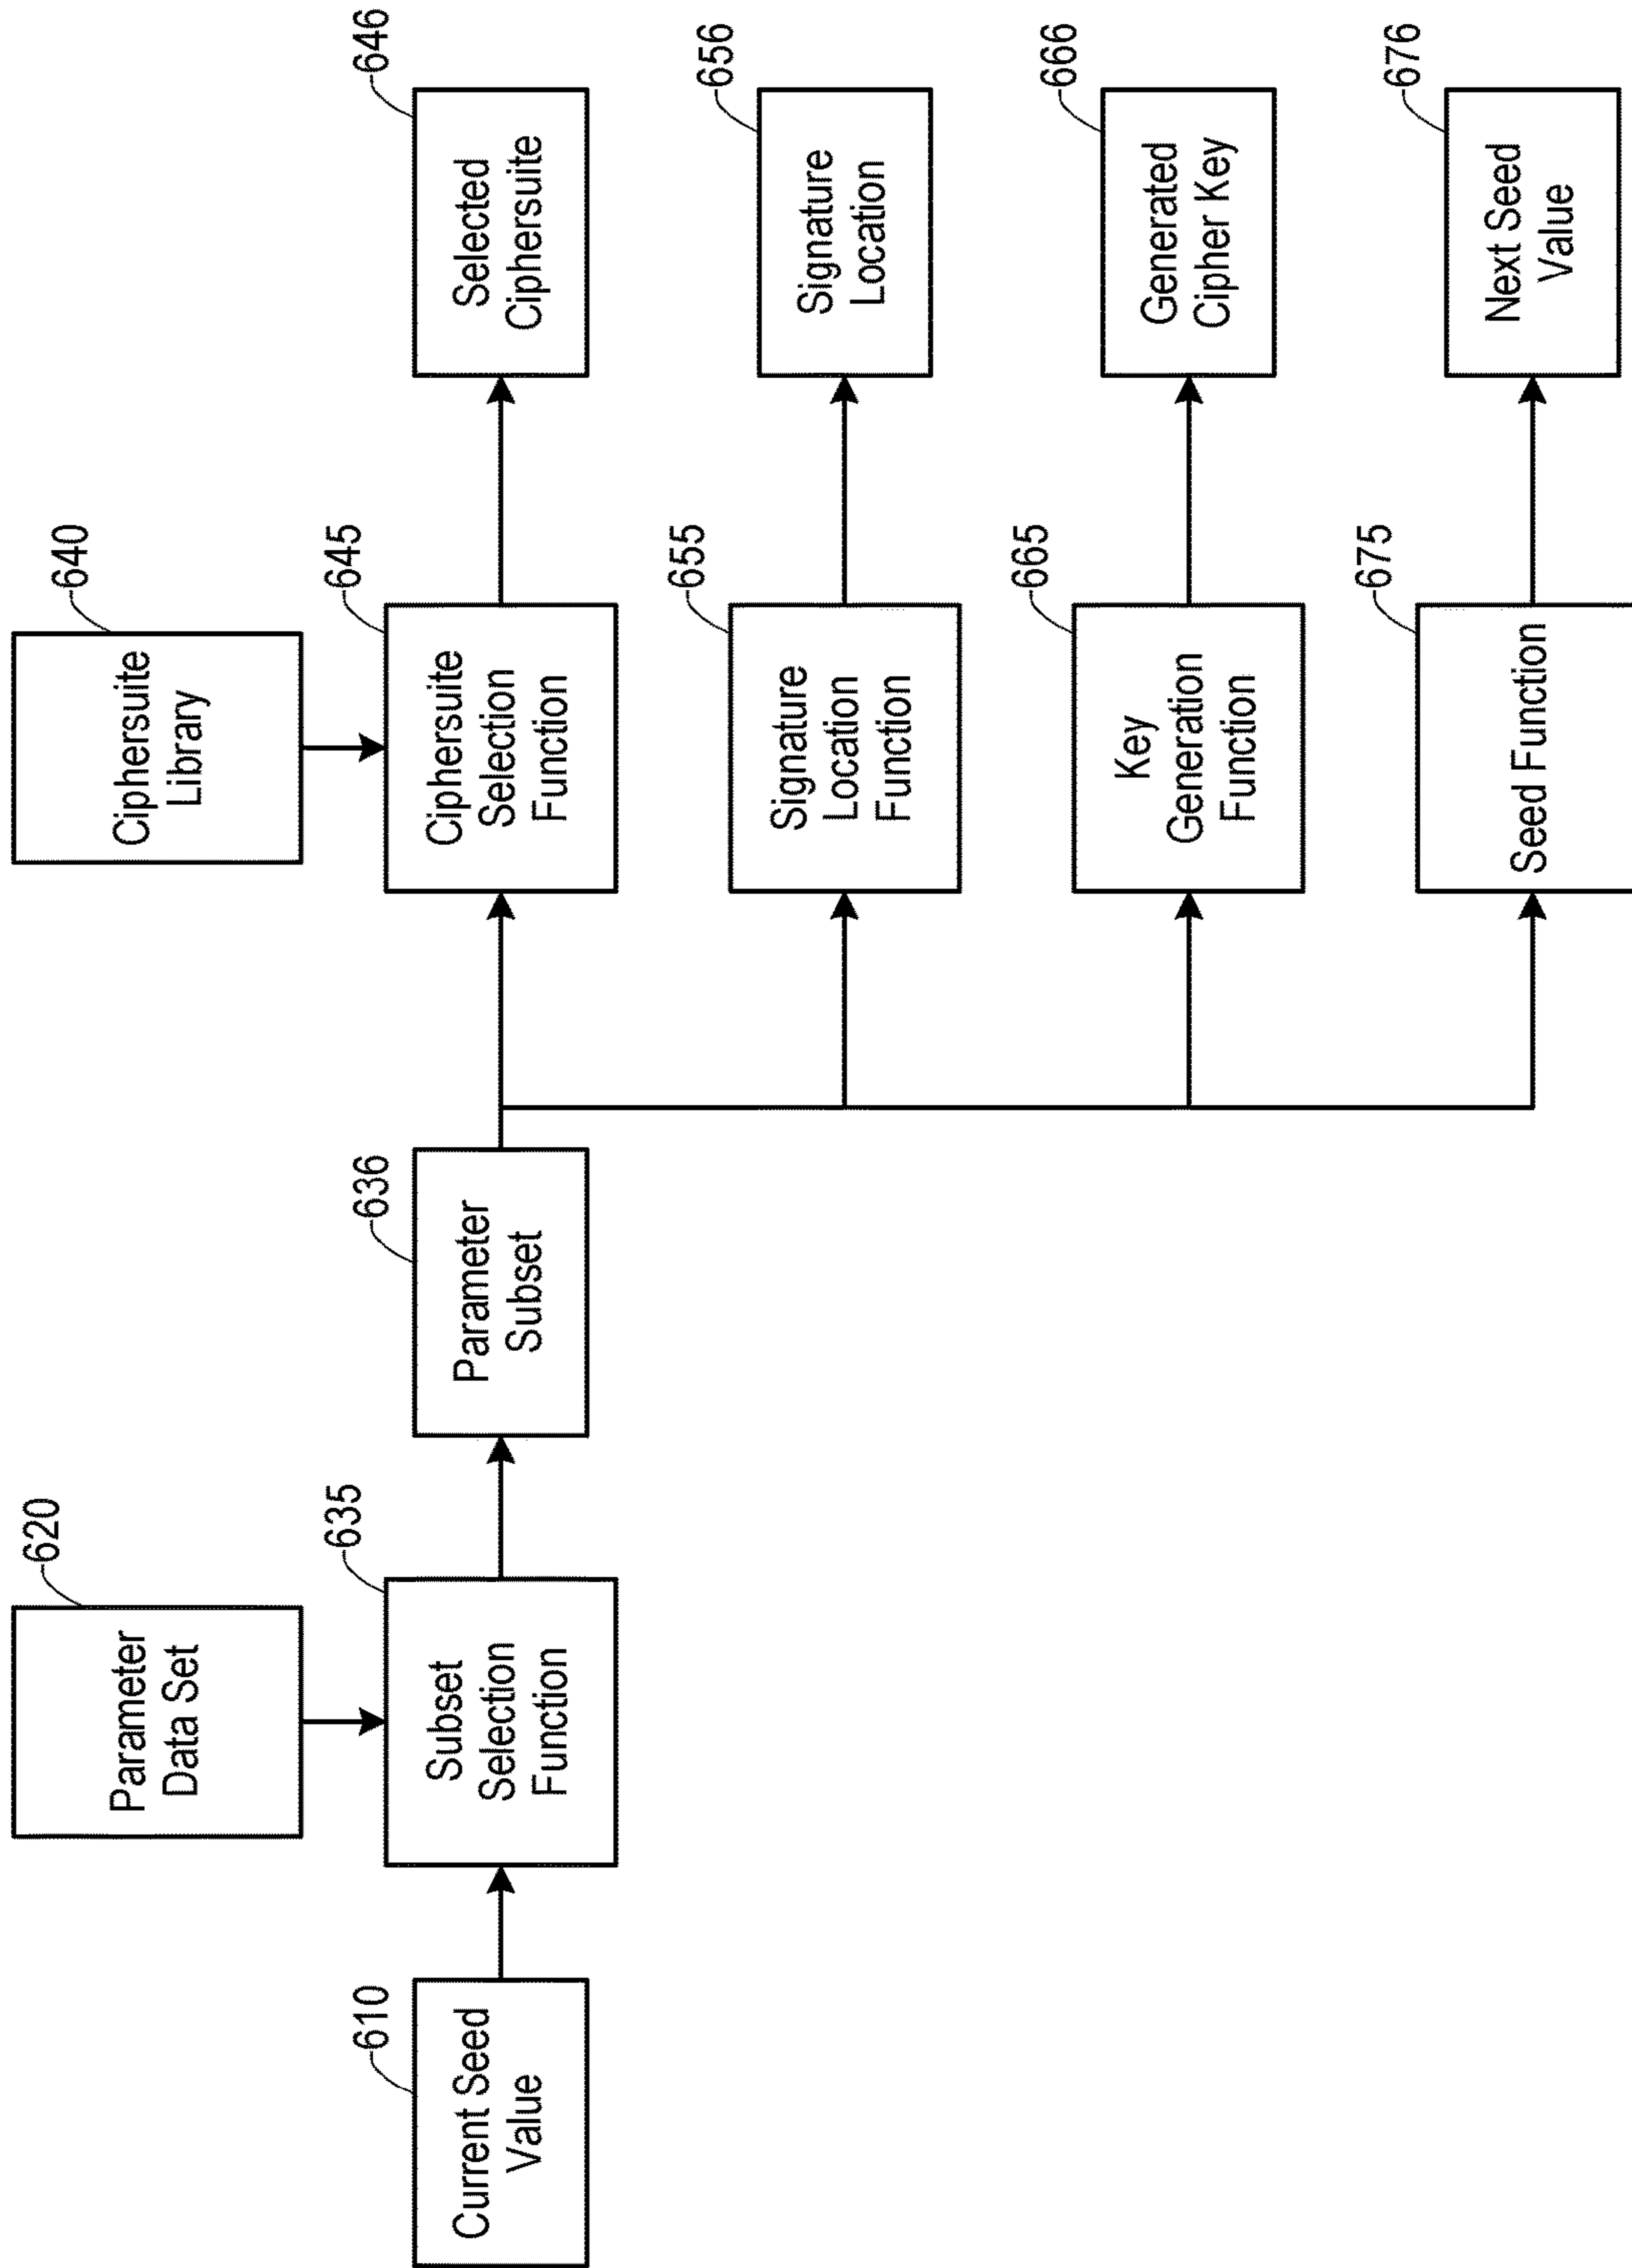 620
Parameter
Data Set
640
Ciphersuite
Library
610
Current Seed
Value
635
Subset
Selection
Function
636
Parameter
Subset
645
Ciphersuite
Selection
Function
646
Selected
Ciphersuite
655
Signature
Location
Function
656
Signature
Location
665
Key
Generation
Function
666
Generated
Cipher Key
675
Seed Function
676
Next Seed
Value